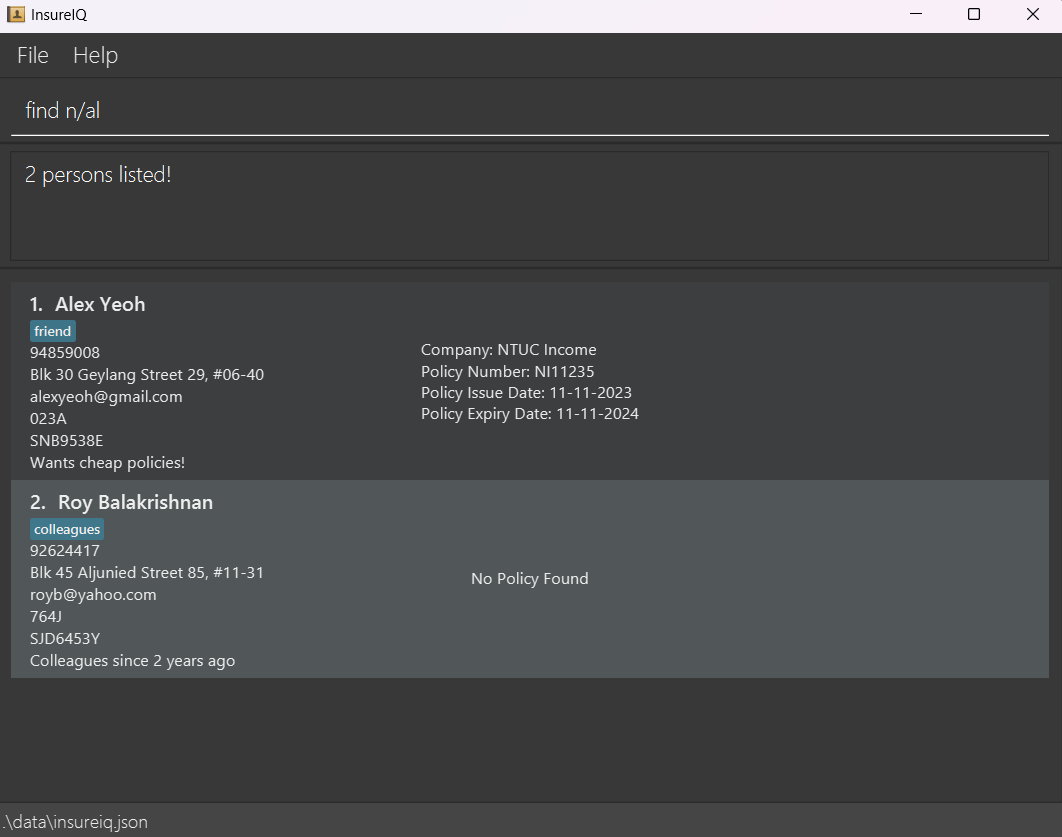 InsureIQ
File Help
find n/al
2 persons listed!
1. Alex Yeoh
friend
94859008
Blk 30 Geylang Street 29, #06-40
alexyeoh@gmail.com
023A
SNB9538E
Wants cheap policies!
Company: NTUC Income
Policy Number: NI11235
Policy Issue Date: 11-11-2023
Policy Expiry Date: 11-11-2024
2. Roy Balakrishnan
colleagues
92624417
Blk 45 Aljunied Street 85, #11-31
royb@yahoo.com
764J
SJD6453Y
Colleagues since 2 years ago
No Policy Found
.\data\insureiq.json